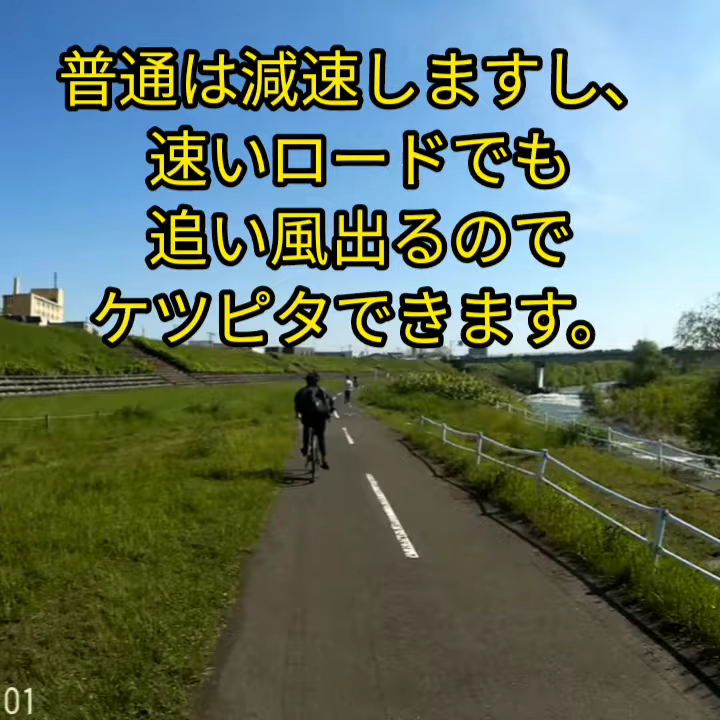 普通は減速しますし、
速いロードでも
追い風出るので
ケツピタできます。
01